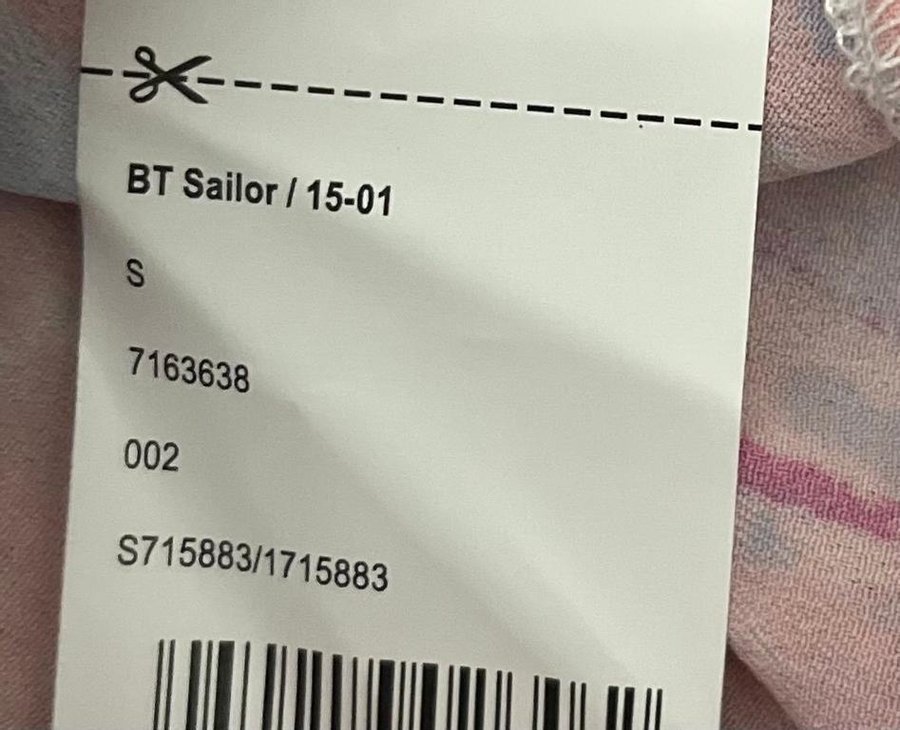 BT Sailor / 15-01
S
7163638
002
S715883/1715883